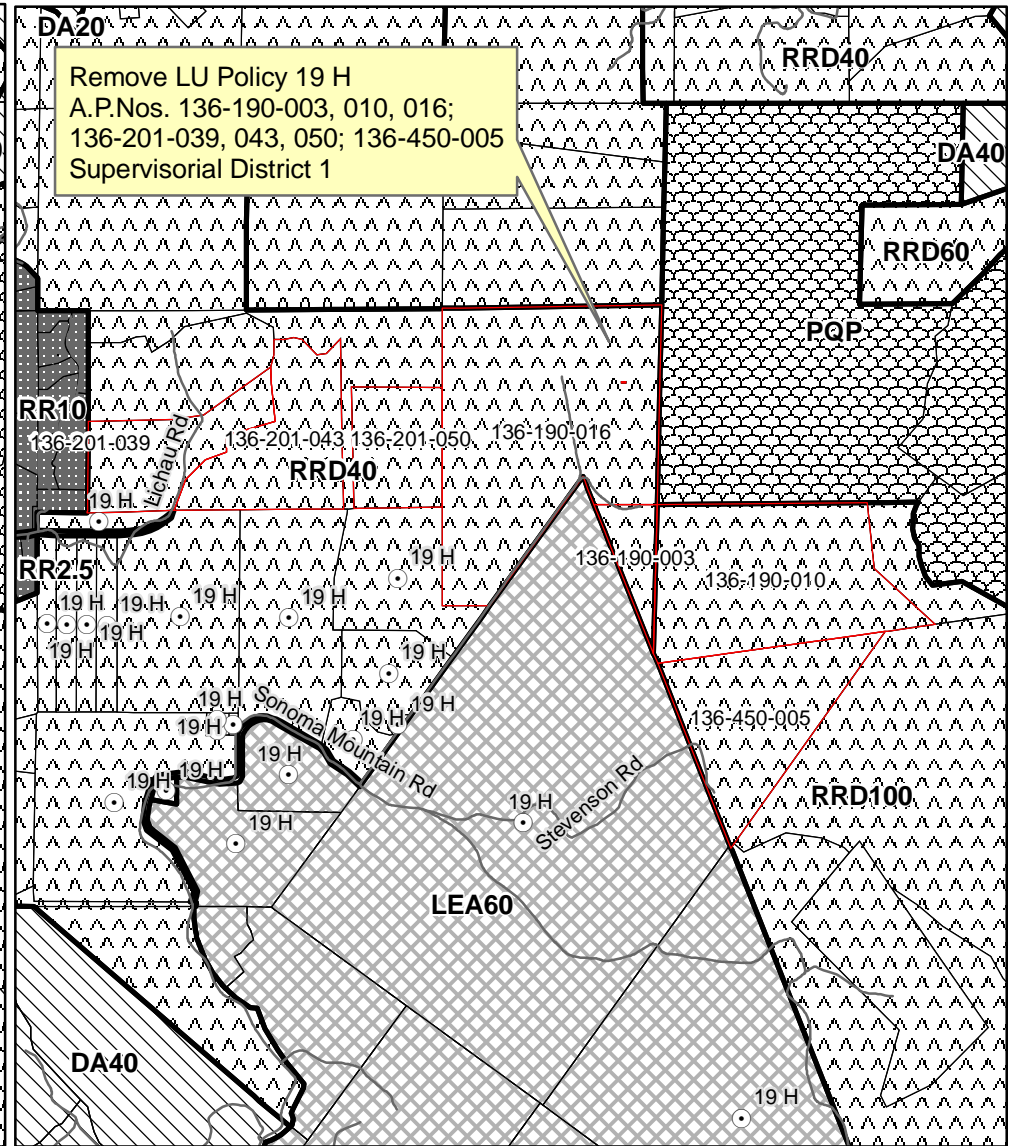 DA20
Remove LU Policy 19 H
A.P.Nos. 136-190-003, 010, 016;
136-201-039, 043, 050; 136-450-005
Supervisorial District 1
RRD40
DA40
RRD60
PQP
RR10
136-201-039
Lichau Rd
136-201-043
136-201-050
136-190-016
RRD40
19 H
RR2.5
136-190-003
136-190-010
19 H
19 H
19 H
19 H
19 H
19 H
19 H
19 H
19 H
19 H
19 H
19 H
Sonoma Mountain Rd
136-450-005
19 H
19 H
19 H
19 H
Stevenson Rd
RRD100
19 H
LEA60
DA40
19 H